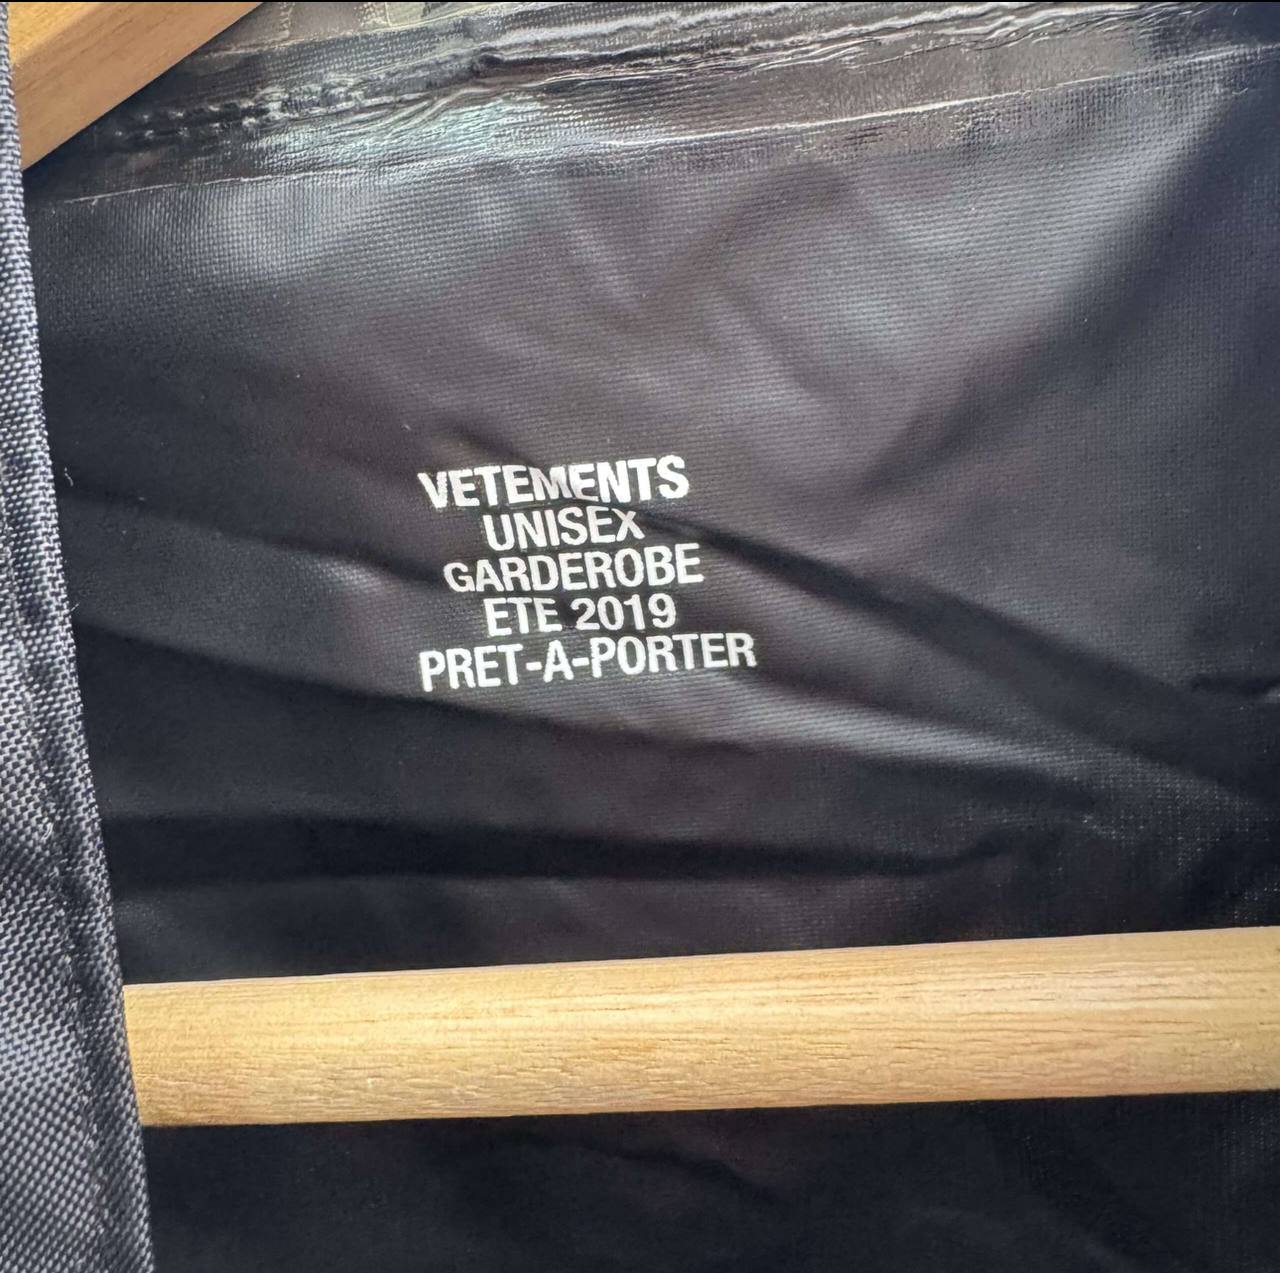 VETEMENTS
UNISEX
GARDEROBE
ETE 2019
PRET-A-PORTER